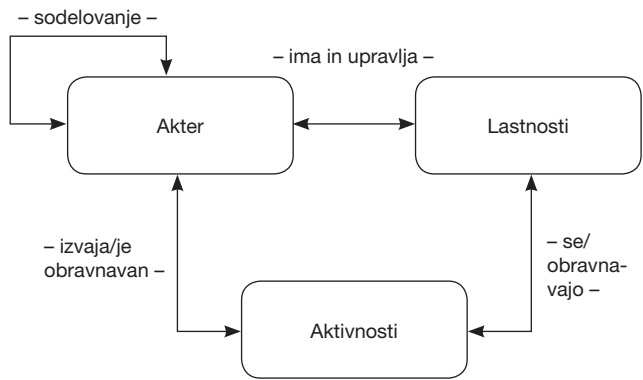 – sodelovanje –
– ima in upravlja –
Akter
Lastnosti
– izvaja/je
obravnavan –
– se/
obravna-
vajo –
Aktivnosti